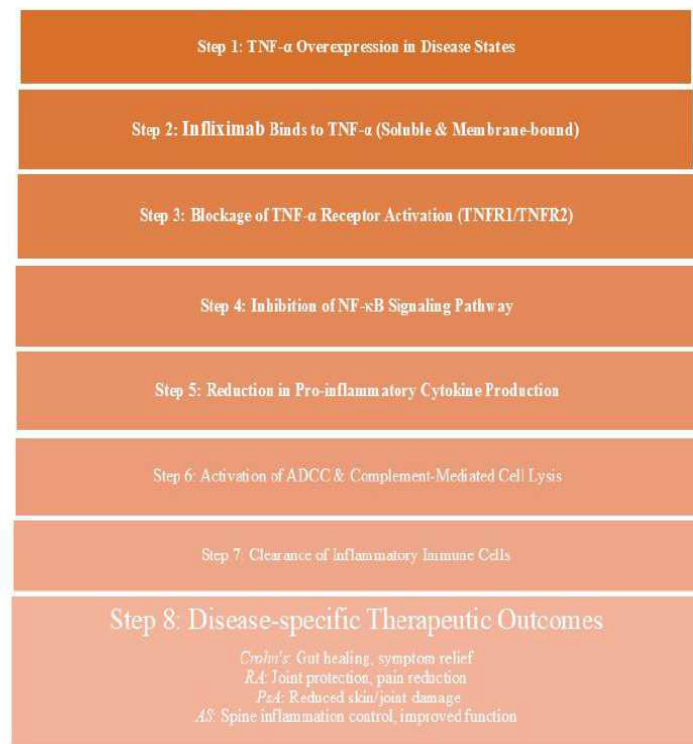 Step 1: TNF-α Overexpression in Disease States
Step 2: Infliximab Binds to TNF-α (Soluble & Membrane-bound)
Step 3: Blockage of TNF-α Receptor Activation (TNFR1/TNFR2)
Step 4: Inhibition of NF-κB Signaling Pathway
Step 5: Reduction in Pro-inflammatory Cytokine Production
Step 6: Activation of ADCC & Complement-Mediated Cell Lysis
Step 7: Clearance of Inflammatory Immune Cells
Step 8: Disease-specific Therapeutic Outcomes
Crohn's: Gut healing, symptom relief
RA: Joint protection, pain reduction
PsA: Reduced skin/joint damage
AS: Spine inflammation control, improved function